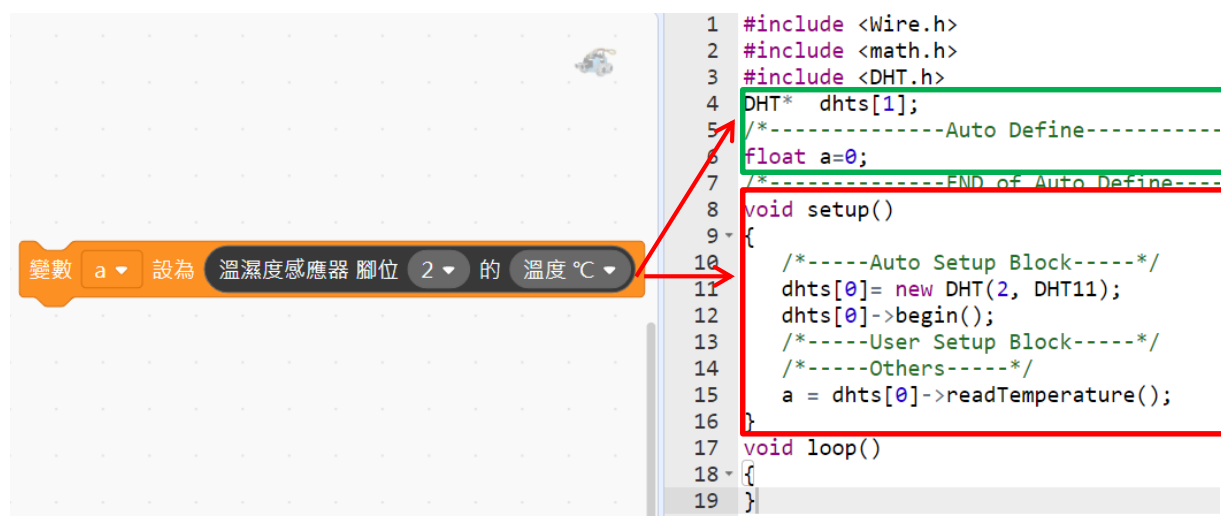 變數 a 設為 溫濕度感應器 腳位 2 的 溫度 ℃
1 #include <Wire.h>
2 #include <math.h>
3 #include <DHT.h>
4 DHT*  dhts[1];
5 /*--------------Auto Define-----------
6 float a=0;
7 /*--------------END of Auto Define----
8 void setup()
9 {
10 /*-----Auto Setup Block-----*/
11 dhts[0]= new DHT(2, DHT11);
12 dhts[0]->begin();
13 /*-----User Setup Block-----*/
14 /*-----Others-----*/
15 a = dhts[0]->readTemperature();
16 }
17 void loop()
18 {
19 }